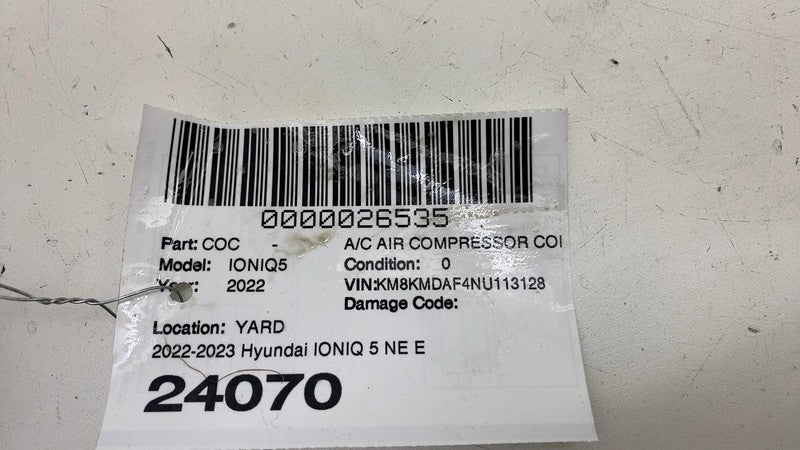 0000026535
Part: COC - A/C AIR COMPRESSOR COI
Model: IONIQ5 Condition: 0
Year: 2022 VIN:KM8KMDAF4NU113128
Damage Code:
Location: YARD
2022-2023 Hyundai IONIQ 5 NE E
24070